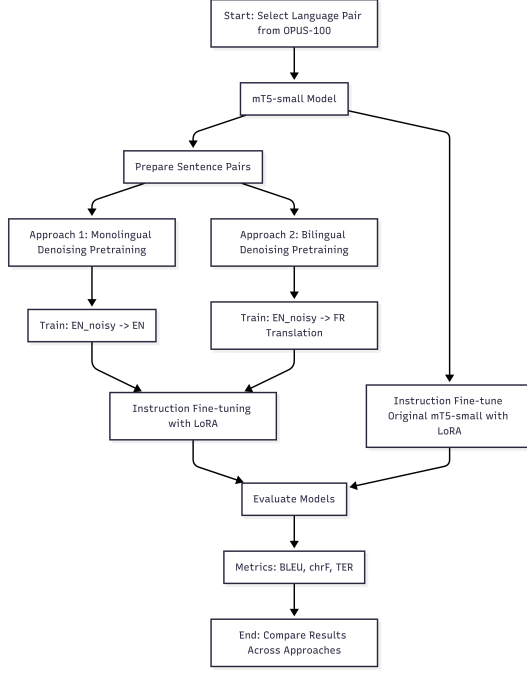 Start: Select Language Pair
from OPUS-100
mT5-small Model
Prepare Sentence Pairs
Approach 1: Monolingual
Denoising Pretraining
Approach 2: Bilingual
Denoising Pretraining
Train: EN_noisy -> EN
Train: EN_noisy -> FR
Translation
Instruction Fine-tuning
with LoRA
Instruction Fine-tune
Original mT5-small with
LoRA
Evaluate Models
Metrics: BLEU, chrF, TER
End: Compare Results
Across Approaches